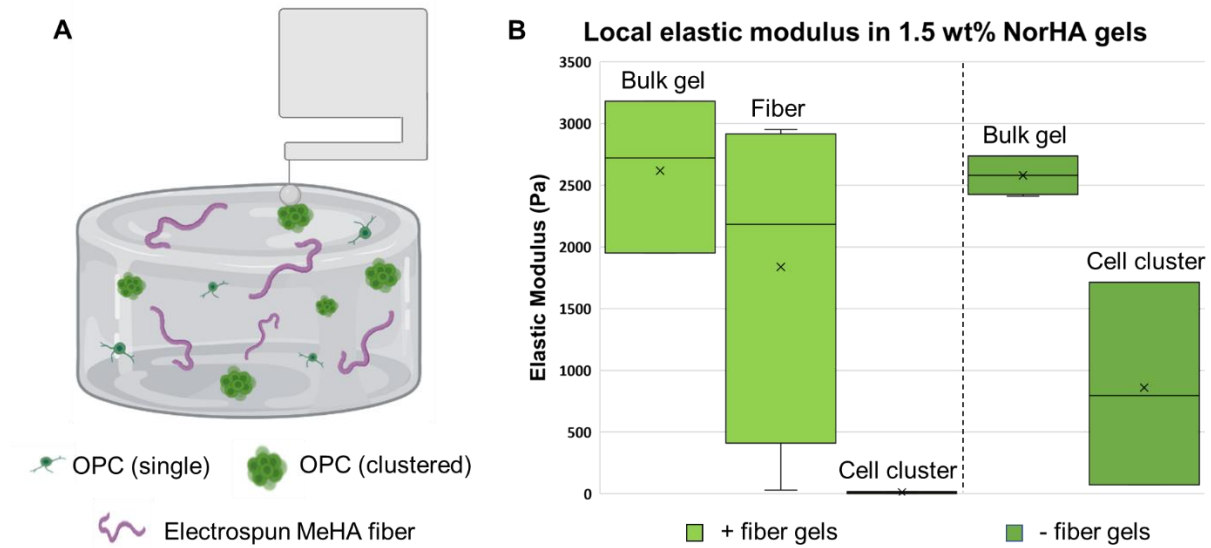 A
OPC (single)
OPC (clustered)
Electrospun MeHA fiber
B
Local elastic modulus in 1.5 wt% NorHA gels
Elastic Modulus (Pa)
3500
3000
2500
2000
1500
1000
500
0
Bulk gel
Fiber
Cell cluster
Bulk gel
Cell cluster
+ fiber gels
- fiber gels